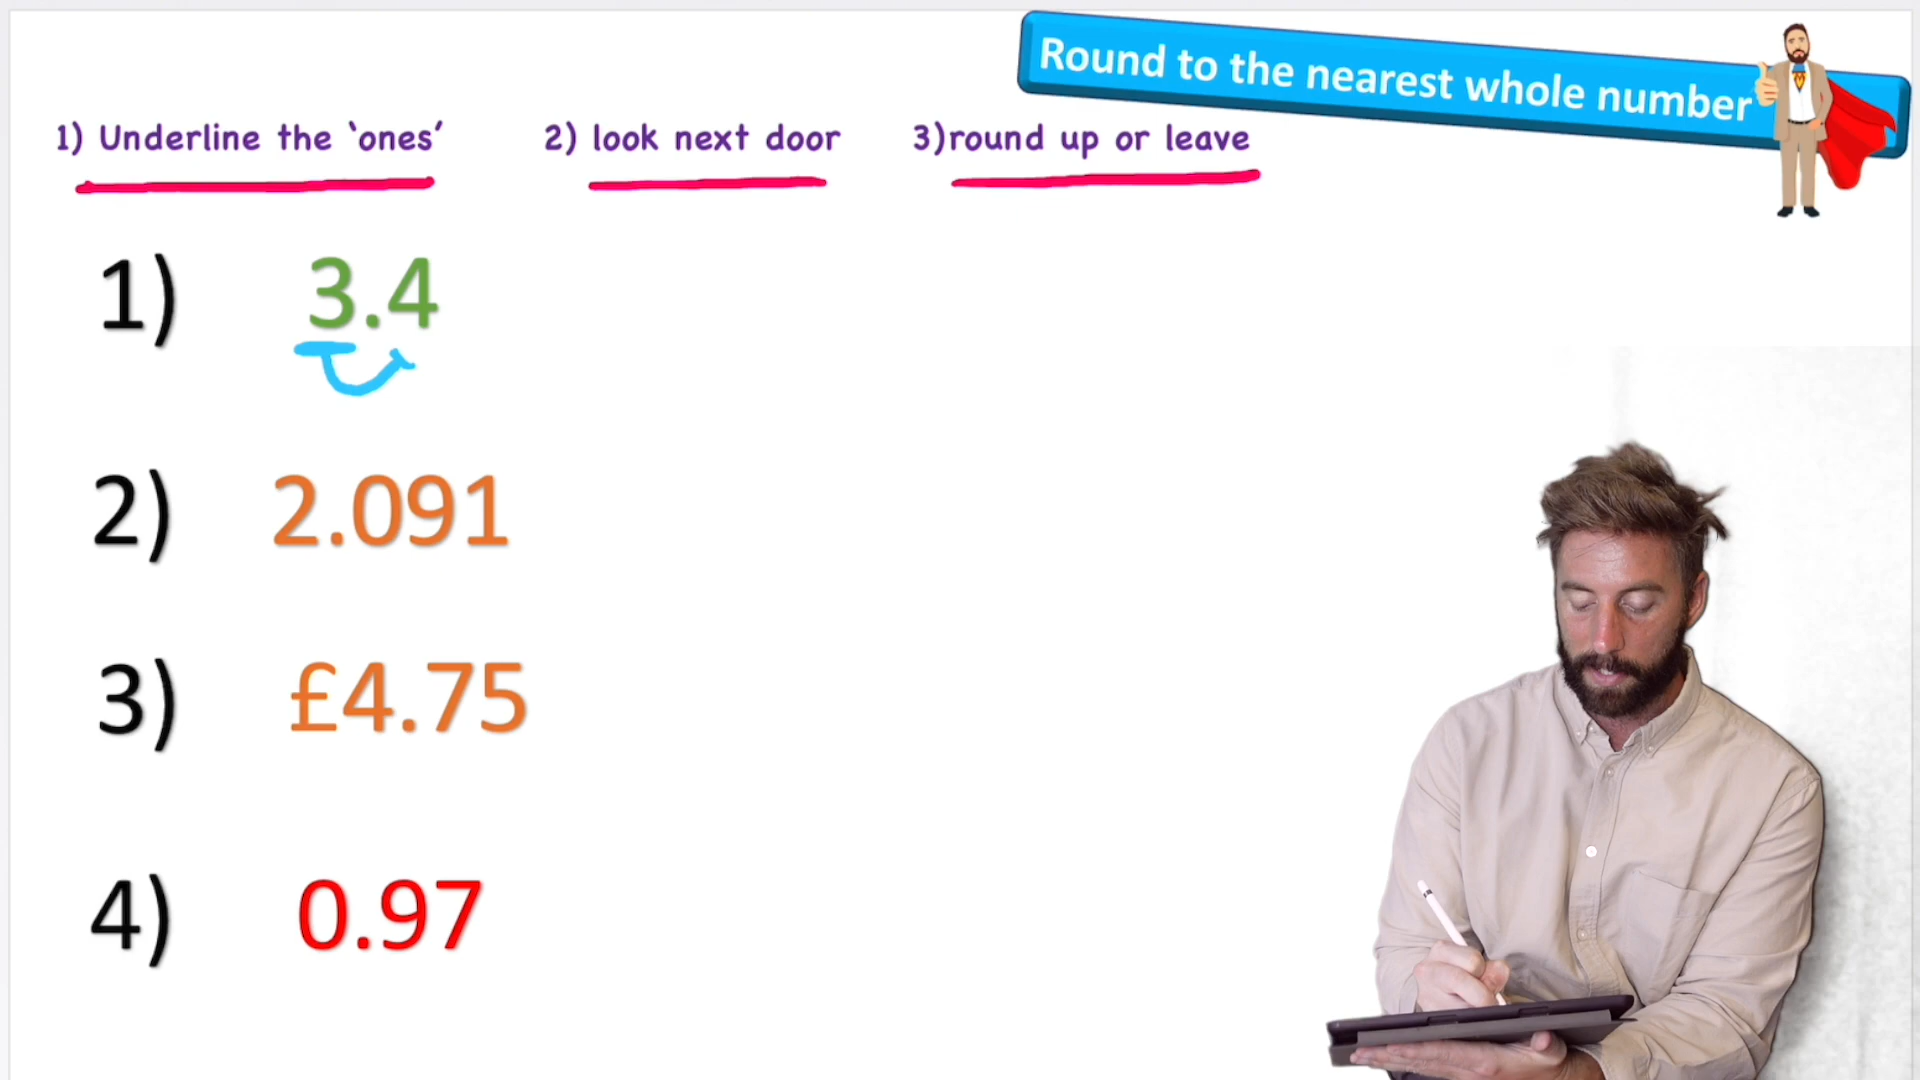 Round to the nearest whole number
1) Underline the ‘ones’ 2) look next door 3)round up or leave
1) 3.4
2) 2.091
3) £4.75
4) 0.97